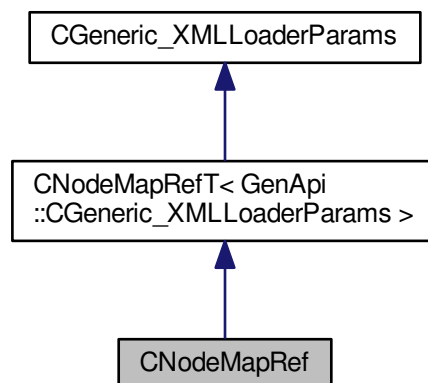 CGeneric_XMLLoaderParams
CNodeMapRefT< GenApi
::CGeneric_XMLLoaderParams >
CNodeMapRef